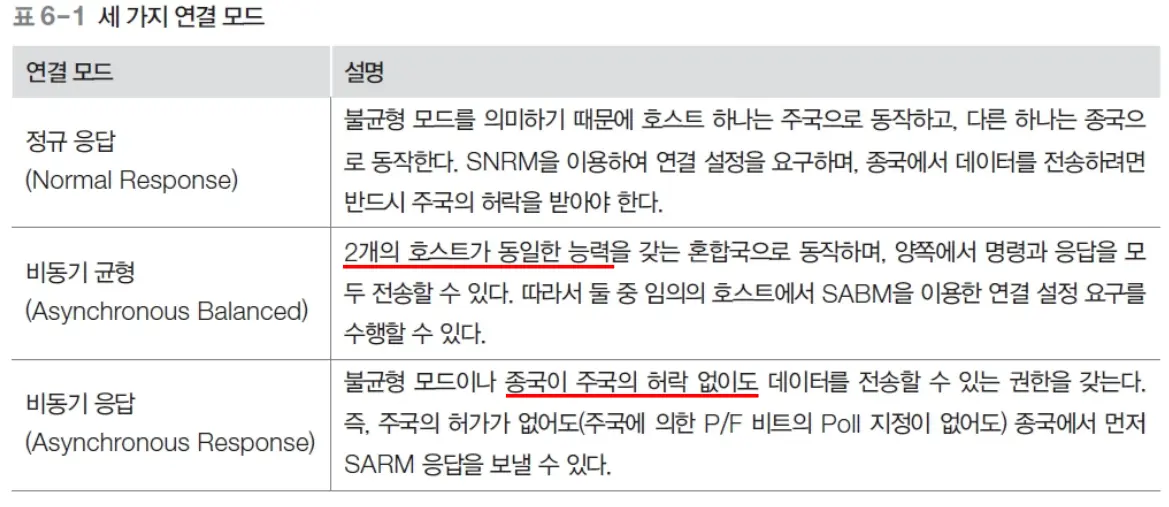 표 6-1 세 가지 연결 모드
연결 모드
설명
정규 응답
(Normal Response)
불균형 모드를 의미하기 때문에 호스트 하나는 주국으로 동작하고, 다른 하나는 종국으
로 동작한다. SNRM을 이용하여 연결 설정을 요구하며, 종국에서 데이터를 전송하려면
반드시 주국의 허락을 받아야 한다.
비동기 균형
(Asynchronous Balanced)
2개의 호스트가 동일한 능력을 갖는 혼합국으로 동작하며, 양쪽에서 명령과 응답을 모
두 전송할 수 있다. 따라서 둘 중 임의의 호스트에서 SABM을 이용한 연결 설정 요구를
수행할 수 있다.
비동기 응답
(Asynchronous Response)
불균형 모드이나 종국이 주국의 허락 없이도 데이터를 전송할 수 있는 권한을 갖는다.
즉, 주국의 허가가 없어도(주국에 의한 P/F 비트의 Poll 지정이 없어도) 종국에서 먼저
SARM 응답을 보낼 수 있다.